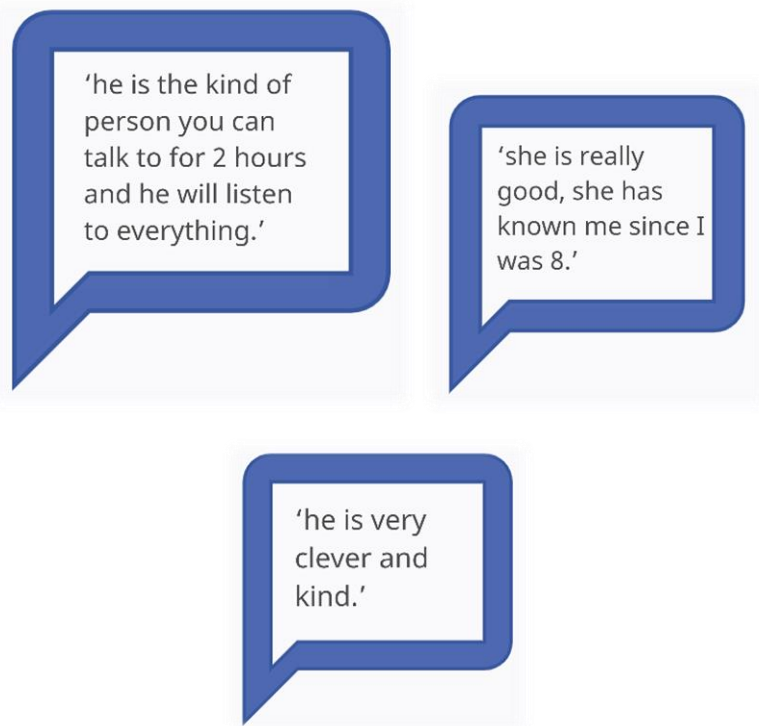 ‘he is the kind of
person you can
talk to for 2 hours
and he will listen
to everything.’
‘she is really
good, she has
known me since I
was 8.’
‘he is very
clever and
kind.’